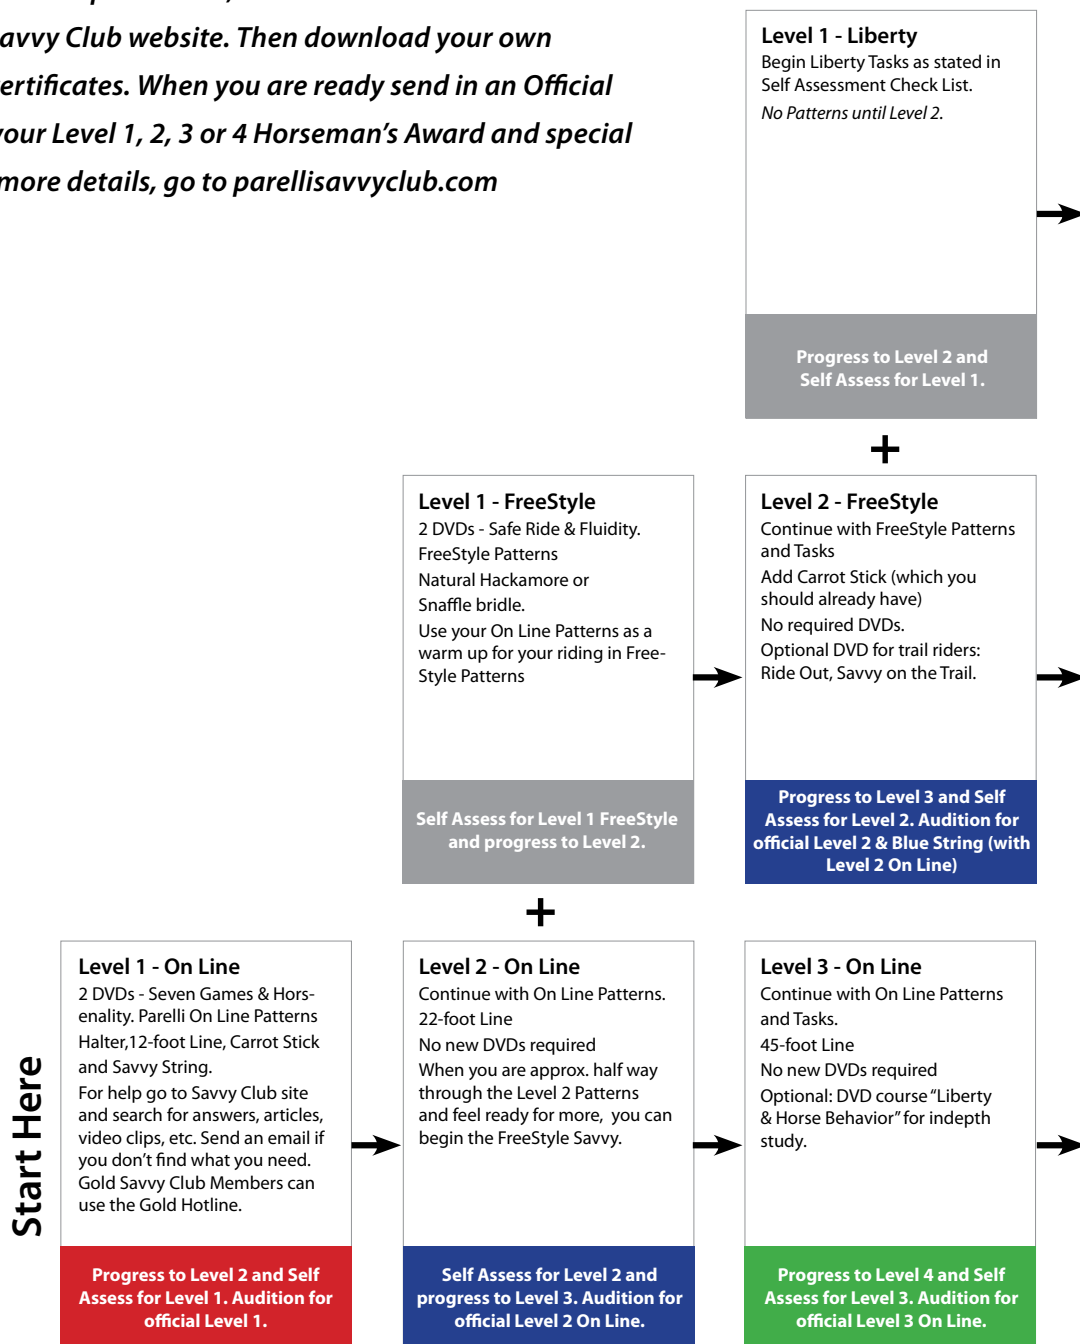 savvy Club website. Then download your own
certificates. When you are ready send in an Official
your Level 1, 2, 3 or 4 Horseman's Award and special
more details, go to parellisavvyclub.com
Level 1 - Liberty
Begin Liberty Tasks as stated in
Self Assessment Check List.
No Patterns until Level 2.
Progress to Level 2 and
Self Assess for Level 1.
+
Level 1 - FreeStyle
2 DVDs - Safe Ride & Fluidity.
FreeStyle Patterns
Natural Hackamore or
Snaffle bridle.
Use your On Line Patterns as a
warm up for your riding in Free-
Style Patterns
Self Assess for Level 1 FreeStyle
and progress to Level 2.
Level 2 - FreeStyle
Continue with FreeStyle Patterns
and Tasks
Add Carrot Stick (which you
should already have)
No required DVDs.
Optional DVD for trail riders:
Ride Out, Savvy on the Trail.
Progress to Level 3 and Self
Assess for Level 2. Audition for
official Level 2 & Blue String (with
Level 2 On Line)
+
Start Here
Level 1 - On Line
2 DVDs - Seven Games & Hors-
enality. Parelli On Line Patterns
Halter,12-foot Line, Carrot Stick
and Savvy String.
For help go to Savvy Club site
and search for answers, articles,
video clips, etc. Send an email if
you don't find what you need.
Gold Savvy Club Members can
use the Gold Hotline.
Progress to Level 2 and Self
Assess for Level 1. Audition for
official Level 1.
Level 2 - On Line
Continue with On Line Patterns.
22-foot Line
No new DVDs required
When you are approx. half way
through the Level 2 Patterns
and feel ready for more, you can
begin the FreeStyle Savvy.
Self Assess for Level 2 and
progress to Level 3. Audition for
official Level 2 On Line.
Level 3 - On Line
Continue with On Line Patterns
and Tasks.
45-foot Line
No new DVDs required
Optional: DVD course "Liberty
& Horse Behavior" for indepth
study.
Progress to Level 4 and Self
Assess for Level 3. Audition for
official Level 3 On Line.